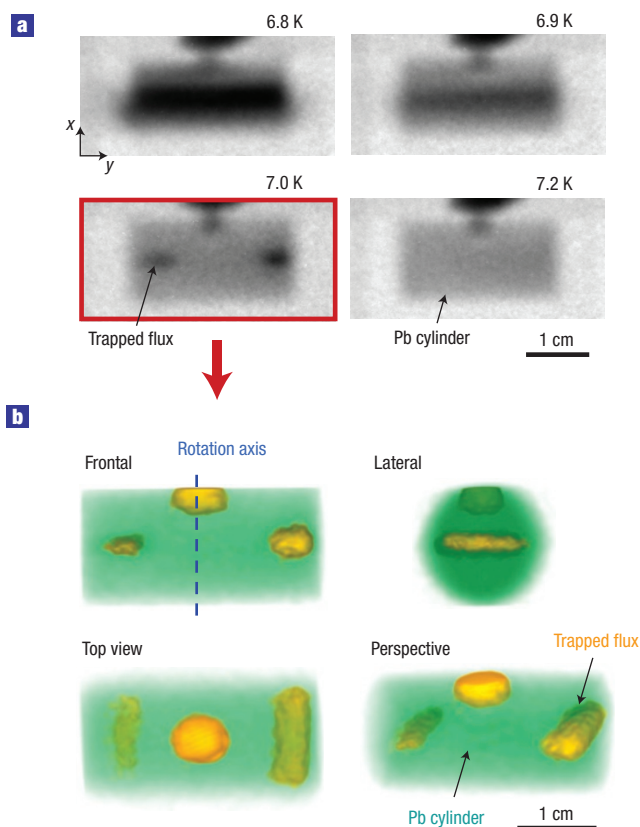 a
6.8 K
6.9 K
x
y
7.0 K
7.2 K
Trapped flux
Pb cylinder
1 cm
b
Frontal
Rotation axis
Lateral
Top view
Perspective
Trapped flux
Pb cylinder
1 cm